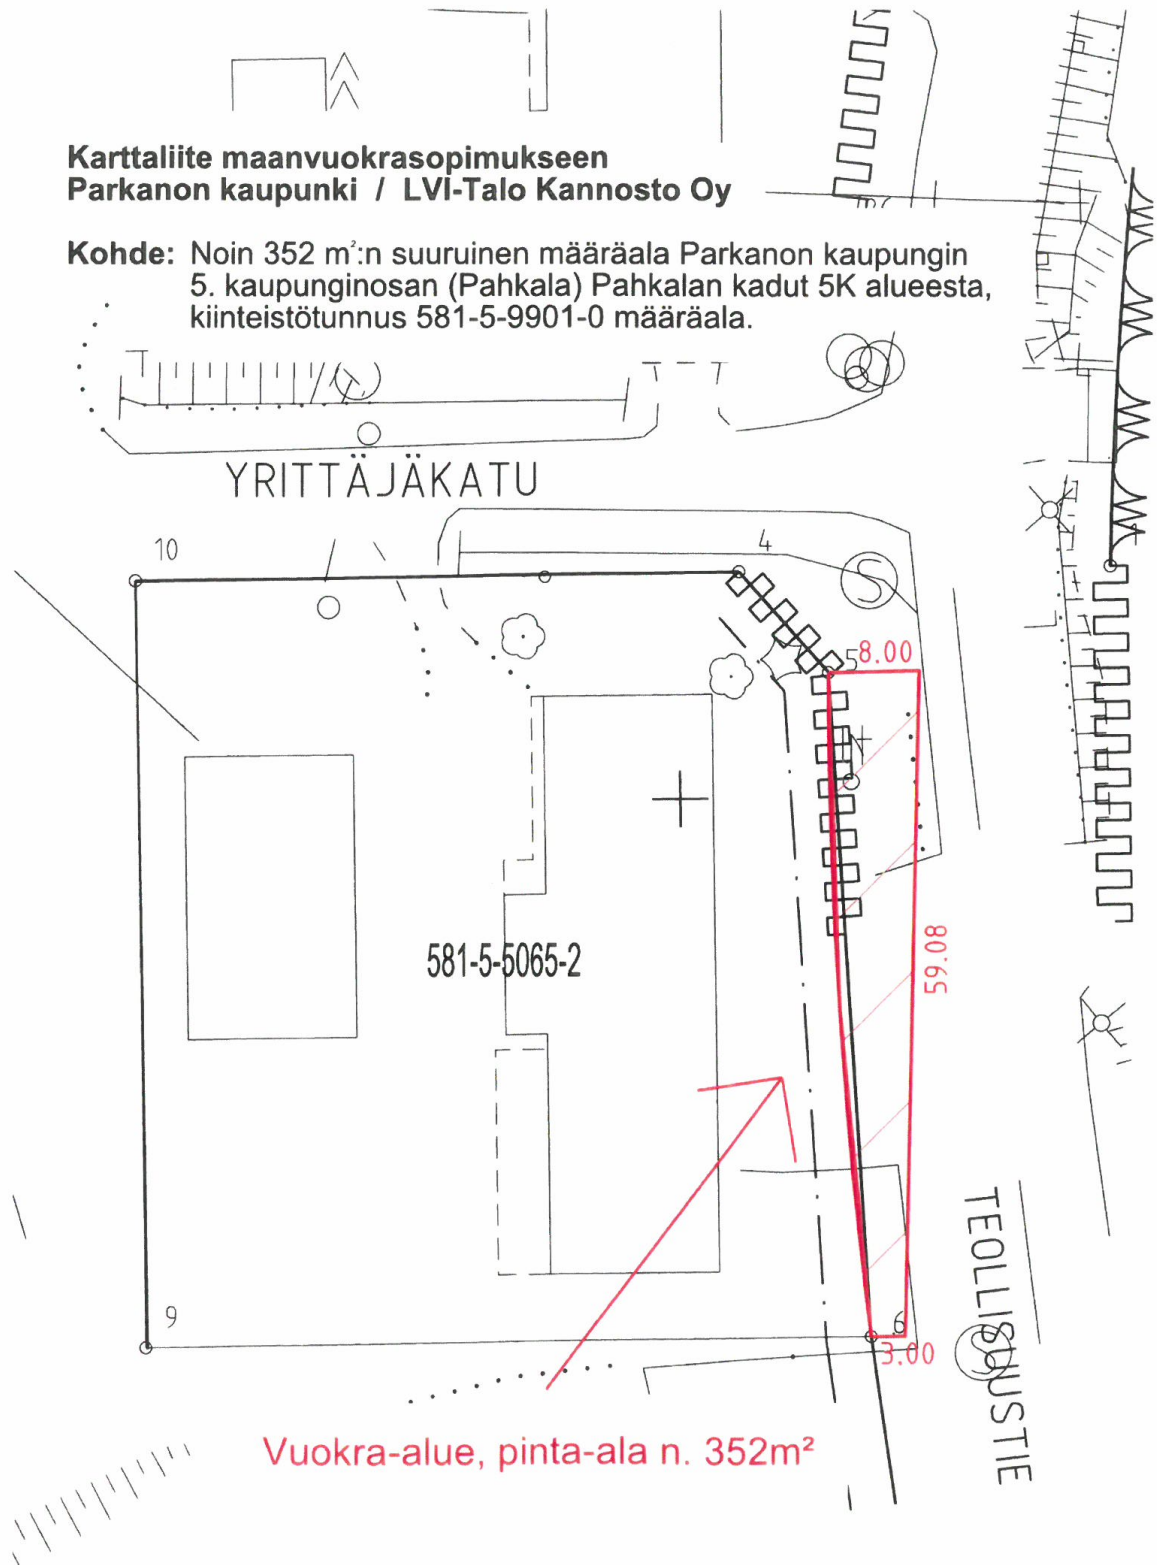 Karttaliite maanvuokrasopimukseen
Parkanon kaupunki / LVI-Talo Kannosto Oy
Kohde: Noin 352 m²:n suuruinen määräala Parkanon kaupungin
5. kaupunginosan (Pahkala) Pahkalan kadut 5K alueesta,
kiinteistötunnus 581-5-9901-0 määräala.
YRITTÄJÄKATU
10
4
S
5
8.00
59.08
581-5-5065-2
TEOLLISUUSTIE
9
6
3.00
S
Vuokra-alue, pinta-ala n. 352m²